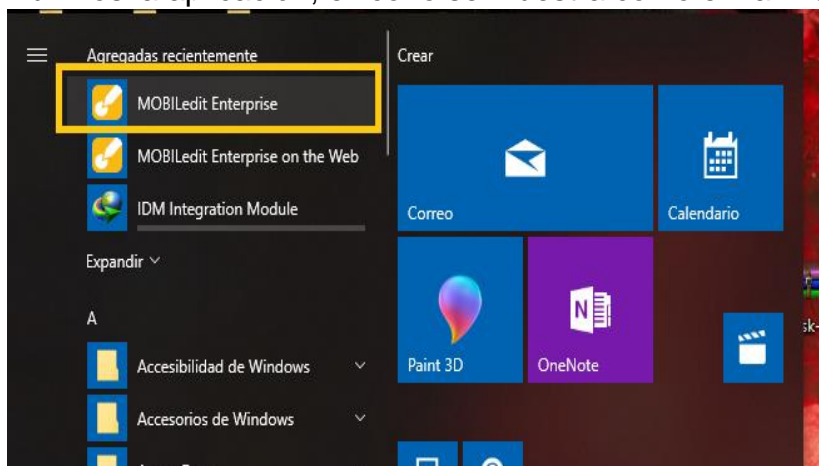 Agregadas recientemente
MOBILedit Enterprise
MOBILedit Enterprise on the Web
IDM Integration Module
Expandir
A
Accesibilidad de Windows
Accesorios de Windows
Crear
Correo
Calendario
Paint 3D
OneNote
N
sk-